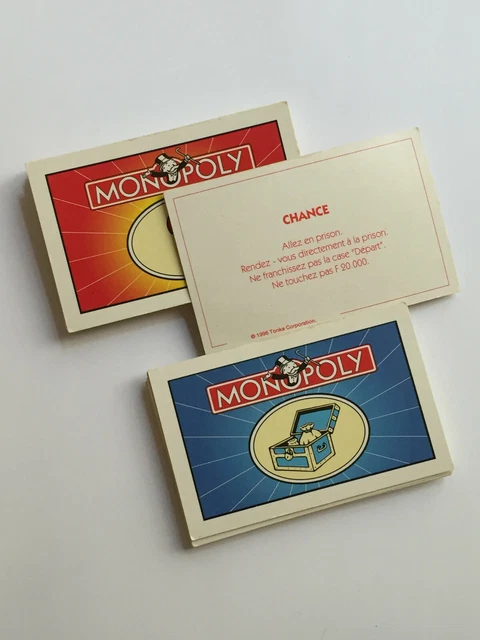 MONOPOLY
CHANCE
Allez en prison.
Rendez - vous directement à la prison.
Ne franchissez pas la case "Départ".
Ne touchez pas F 20.000.
© 1996 Tonka Corporation.
MONOPOLY